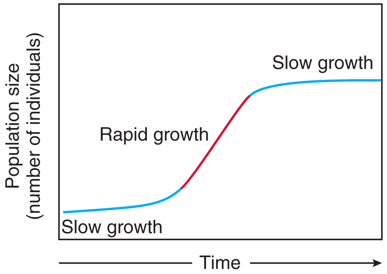 Population size
(number of individuals)
Slow growth
Rapid growth
Slow growth
Time